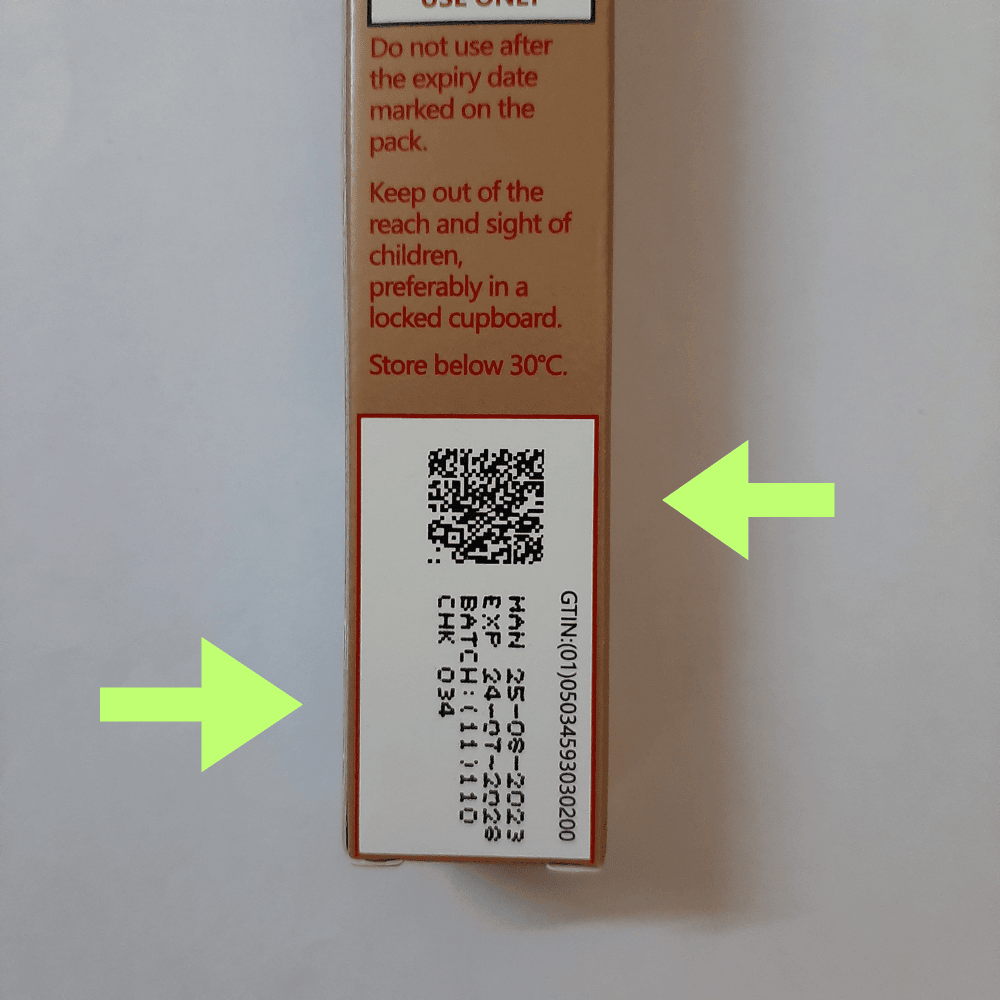 USE ONLY
Do not use after
the expiry date
marked on the
pack.
Keep out of the
reach and sight of
children,
preferably in a
locked cupboard.
Store below 30°C.
GTIN:(01)05034593030200
MAN 25-08-2023
EXP 24-07-2028
BATCH:(11)110
CHK 034